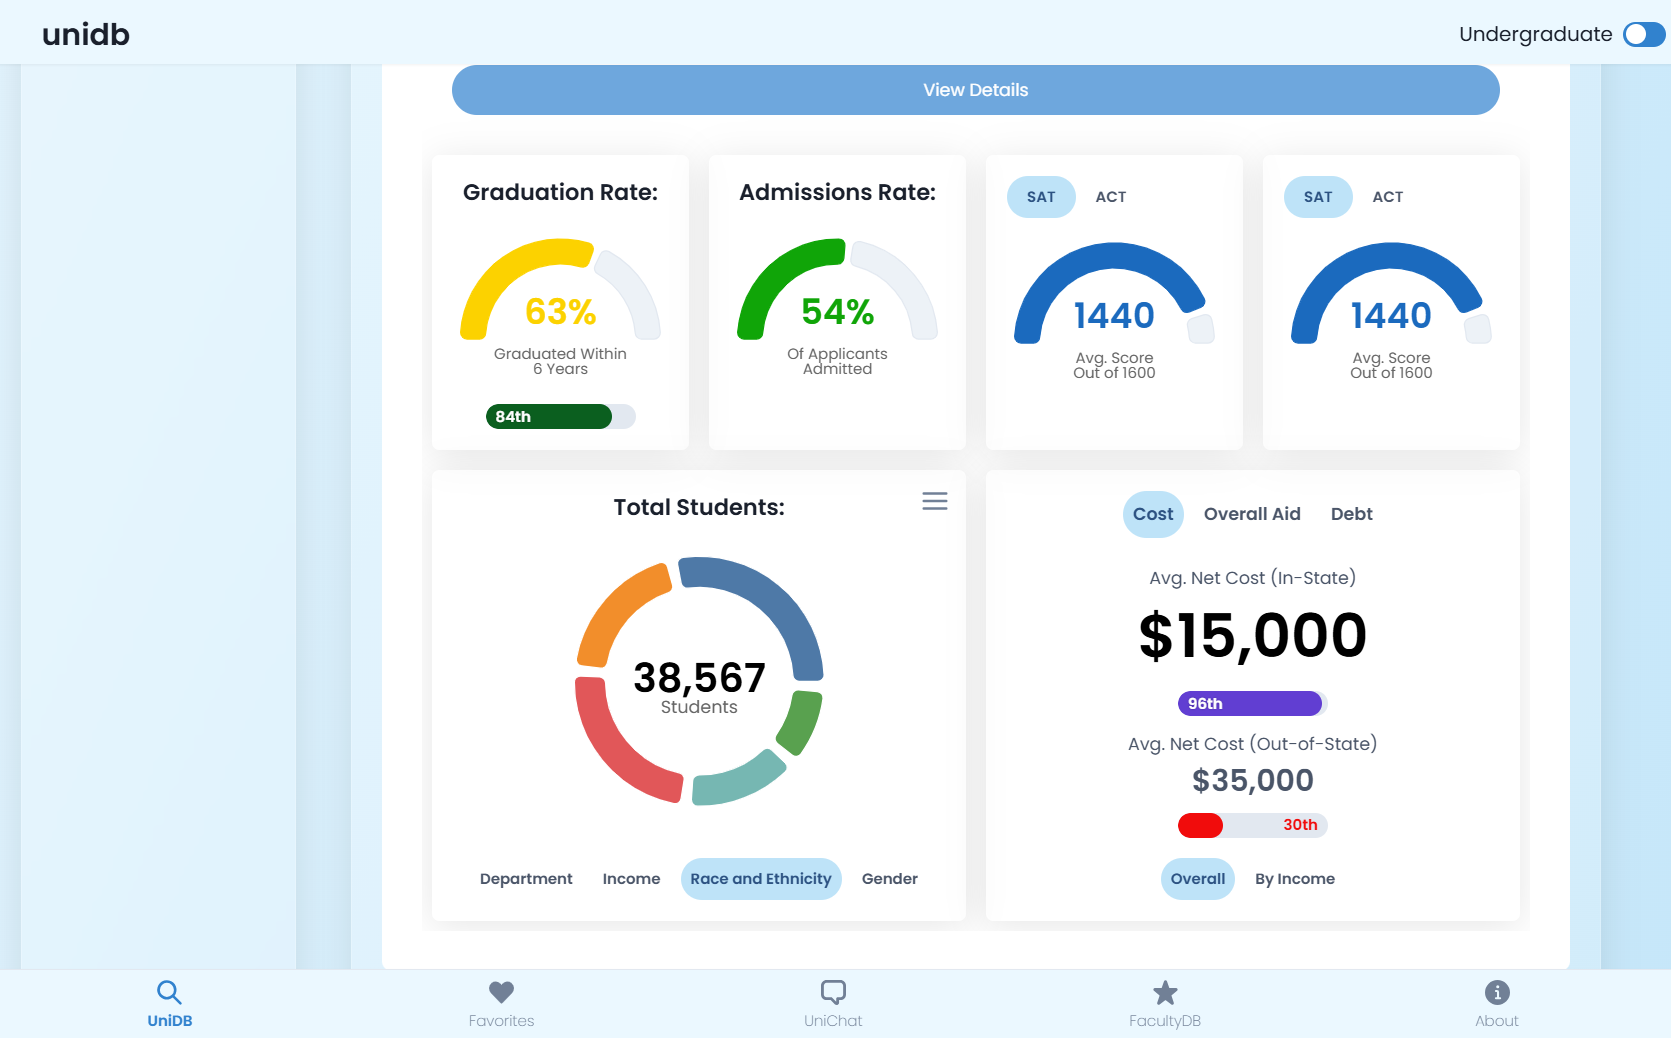 unidb
Undergraduate
View Details
Graduation Rate:
63%
Graduated Within
6 Years
84th
Admissions Rate:
54%
Of Applicants
Admitted
SAT ACT
1440
Avg. Score
Out of 1600
SAT ACT
1440
Avg. Score
Out of 1600
Total Students:
38,567
Students
Department Income Race and Ethnicity Gender
Cost Overall Aid Debt
Avg. Net Cost (In-State)
$15,000
96th
Avg. Net Cost (Out-of-State)
$35,000
30th
Overall By Income
UniDB
Favorites
UniChat
FacultyDB
About